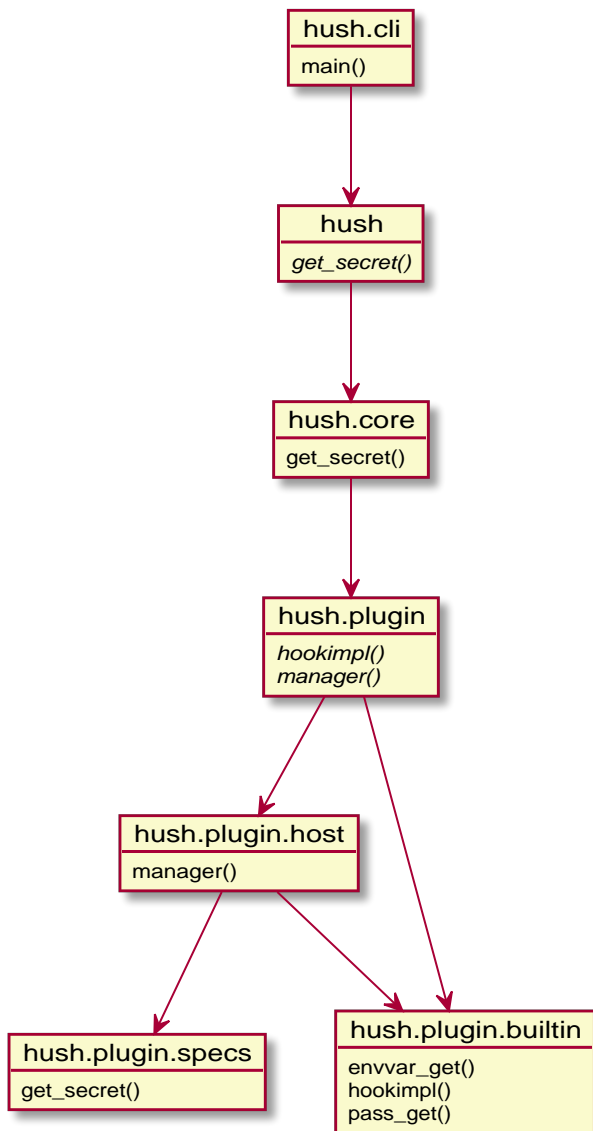 hush.cli
main()
hush
get_secret()
hush.core
get_secret()
hush.plugin
hookimpl()
manager()
hush.plugin.host
manager()
hush.plugin.specs
get_secret()
hush.plugin.builtin
envvar_get()
hookimpl()
pass_get()